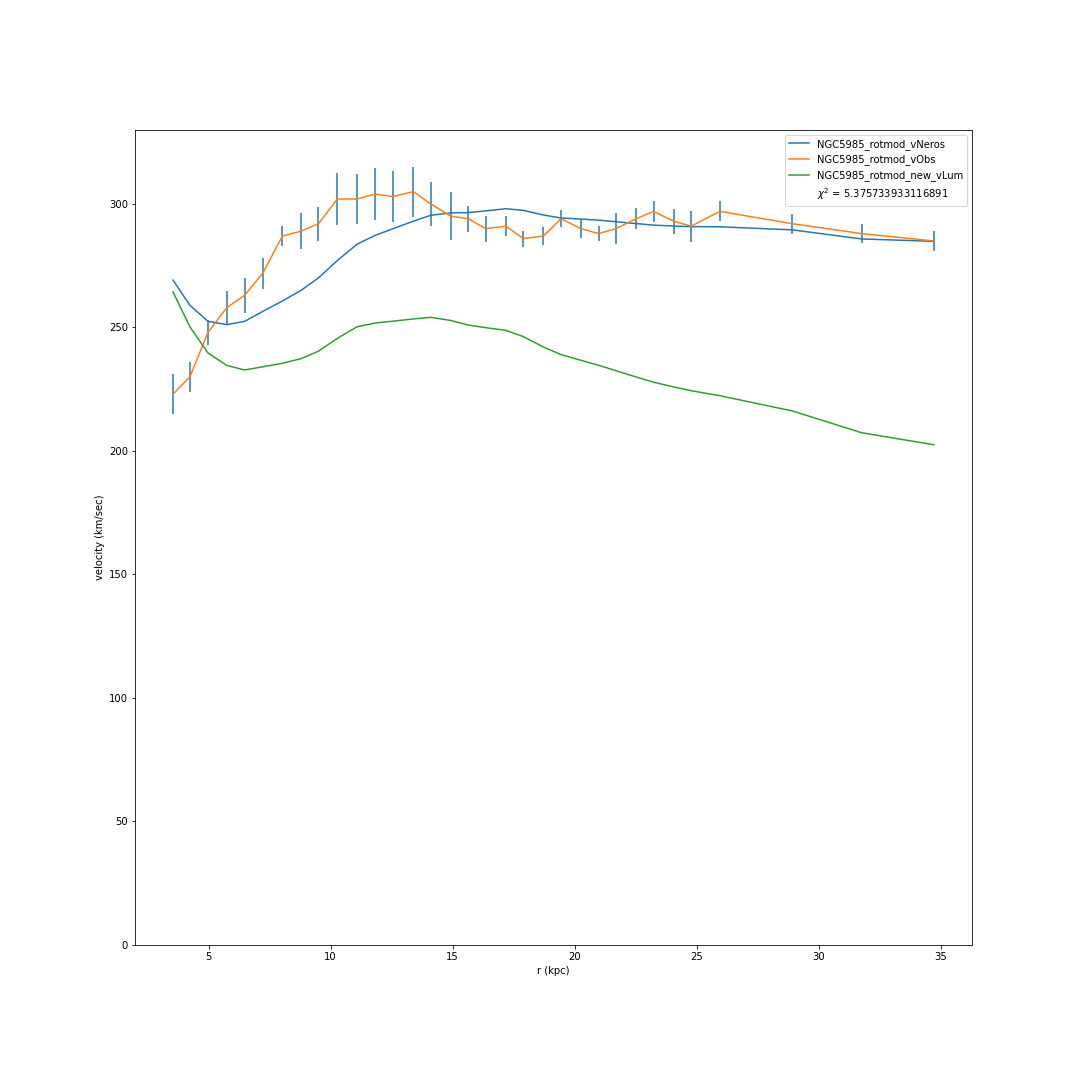 NGC5985_rotmod_vNeros
NGC5985_rotmod_vObs
NGC5985_rotmod_new_vLum
χ² = 5.375733933116891
300
250
200
150
100
50
0
velocity (km/sec)
5 10 15 20 25 30 35
r (kpc)